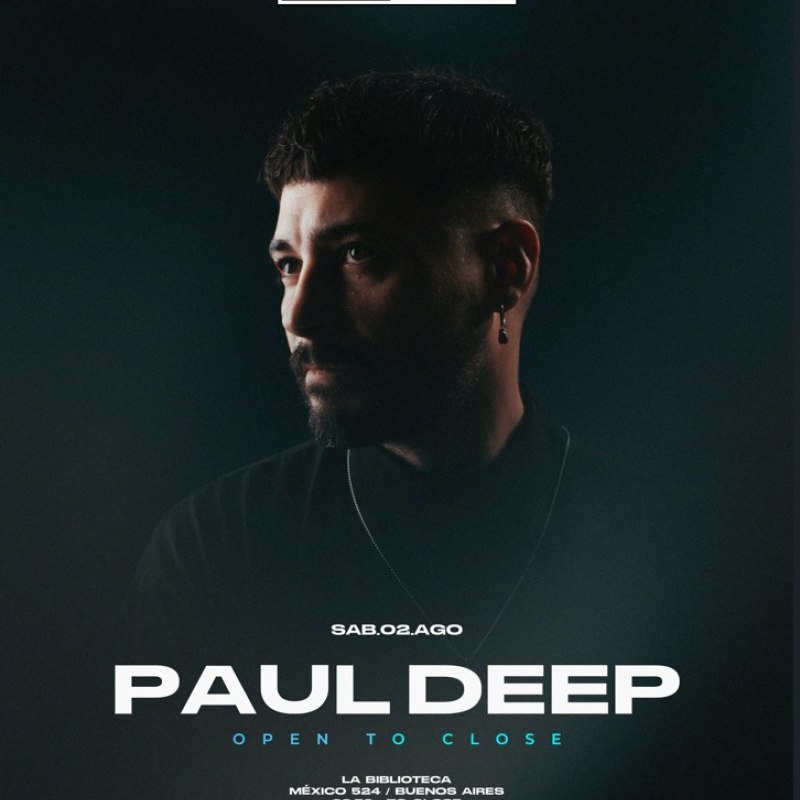 SAB.02.AGO
PAUL DEEP
OPEN TO CLOSE
LA BIBLIOTECA
MÉXICO 524 / BUENOS AIRES